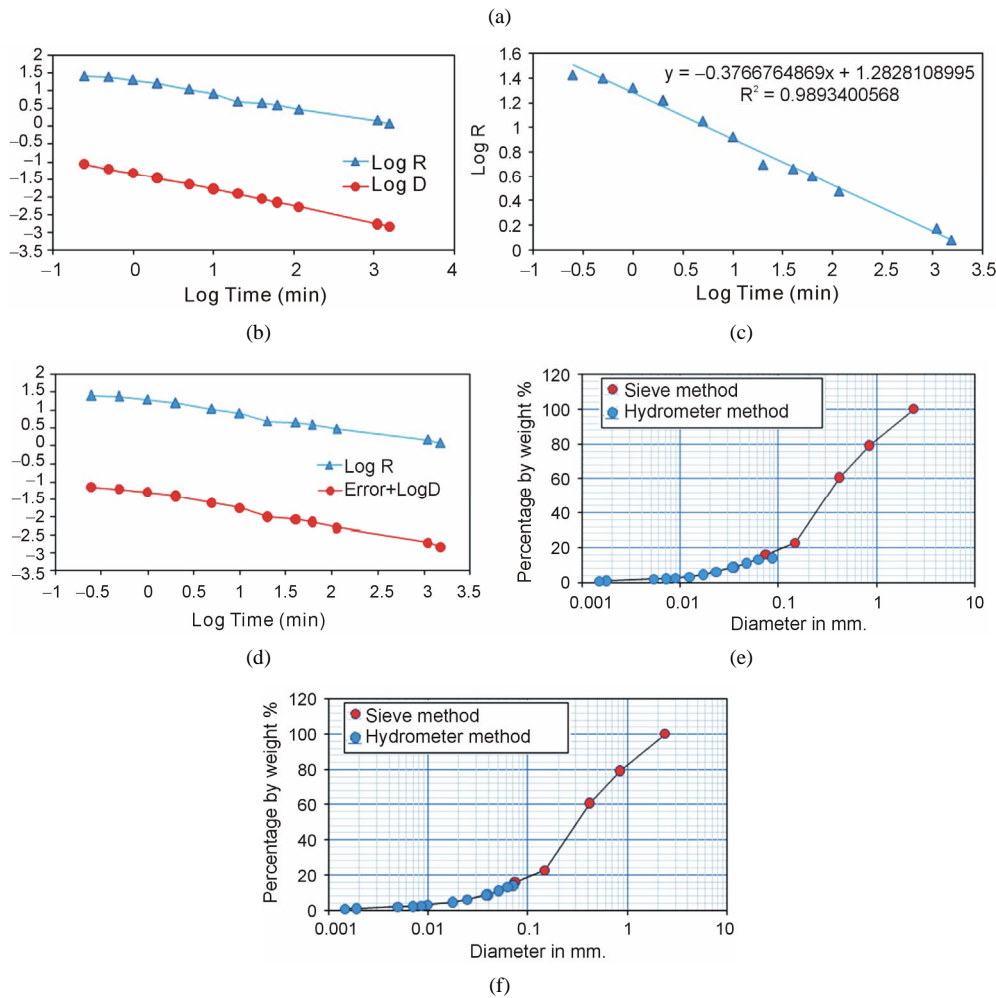 (a)
2
1.5
1
0.5
0
−0.5
−1
−1.5
−2
−2.5
−3
−3.5
Log R
Log D
−1 0 1 2 3 4
Log Time (min)
(b)
1.6
1.4
1.2
1
0.8
0.6
0.4
0.2
0
Log R
y = −0.3766764869x + 1.2828108995
R² = 0.9893400568
−1 −0.5 0 0.5 1 1.5 2 2.5 3 3.5
Log Time (min)
(c)
2
1.5
1
0.5
0
−0.5
−1
−1.5
−2
−2.5
−3
−3.5
Log R
Error+LogD
−1 −0.5 0 0.5 1 1.5 2 2.5 3 3.5
Log Time (min)
(d)
120
100
80
60
40
20
0
Percentage by weight %
Sieve method
Hydrometer method
0.001 0.01 0.1 1 10
Diameter in mm.
(e)
120
100
80
60
40
20
0
Percentage by weight %
Sieve method
Hydrometer method
0.001 0.01 0.1 1 10
Diameter in mm.
(f)